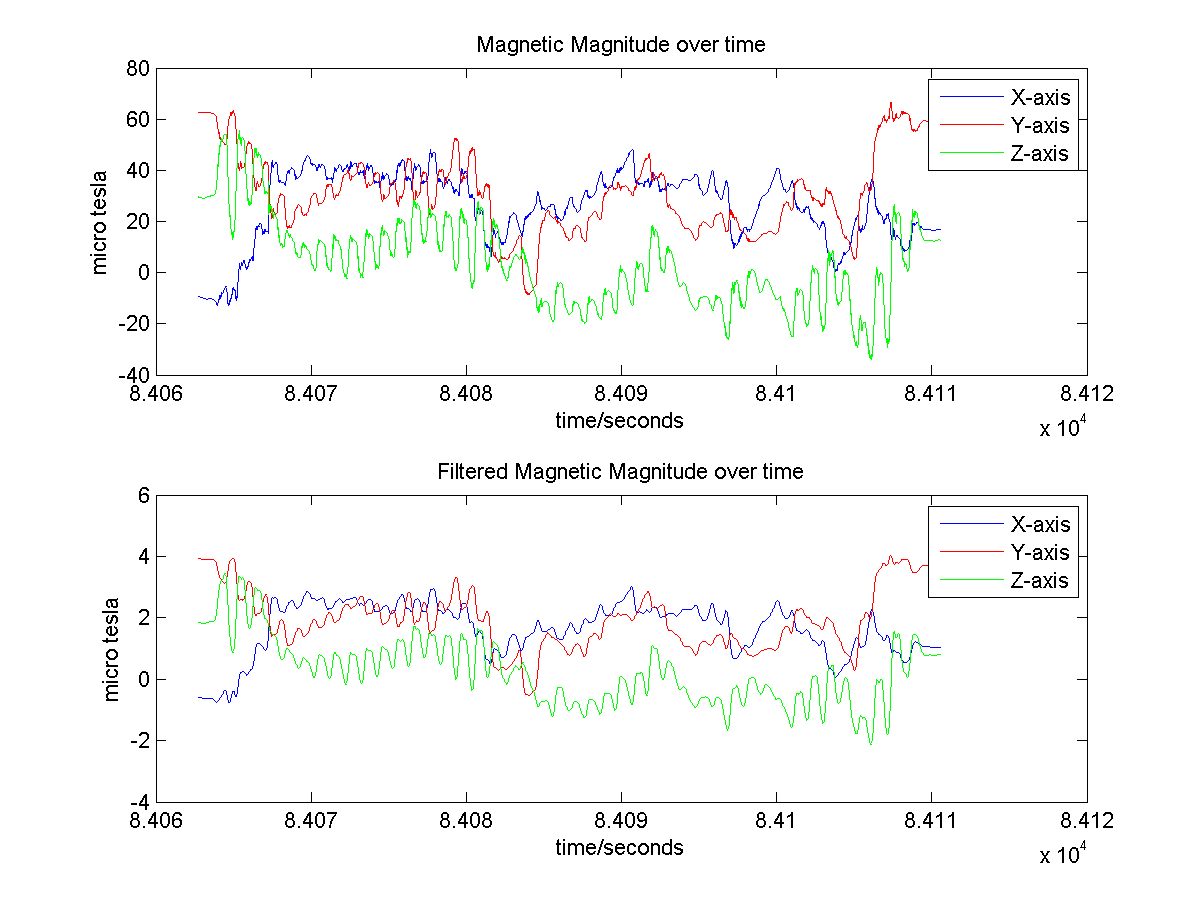 Magnetic Magnitude over time
80
60
40
20
0
-20
-40
micro tesla
X-axis
Y-axis
Z-axis
8.406 8.407 8.408 8.409 8.41 8.411 8.412
time/seconds
x 10^4
Filtered Magnetic Magnitude over time
6
4
2
0
-2
-4
micro tesla
X-axis
Y-axis
Z-axis
8.406 8.407 8.408 8.409 8.41 8.411 8.412
time/seconds
x 10^4